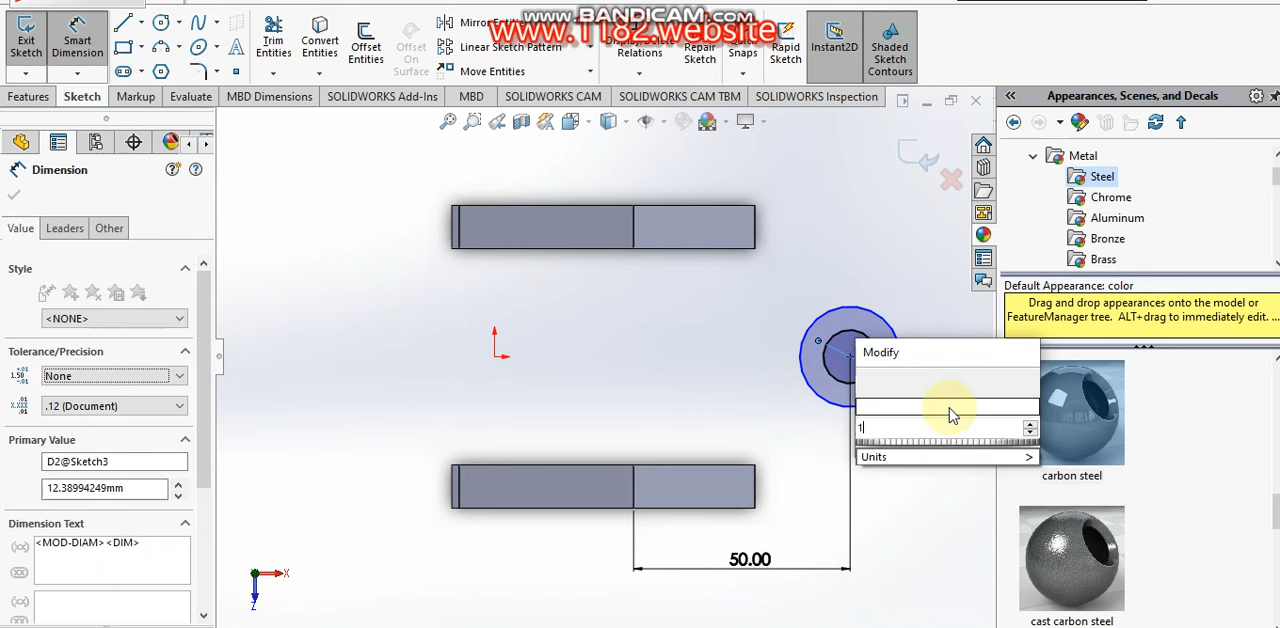 www.BANDICAM.com
www.1182.website
Exit Sketch
Smart Dimension
Trim Entities
Convert Entities
Offset Entities
Offset On Surface
Mirror Entities
Linear Sketch Pattern
Move Entities
Display/Delete Relations
Repair Sketch
Quick Snaps
Rapid Sketch
Instant2D
Shaded Sketch Contours
Features
Sketch
Markup
Evaluate
MBD Dimensions
SOLIDWORKS Add-Ins
MBD
SOLIDWORKS CAM
SOLIDWORKS CAM TBM
SOLIDWORKS Inspection
Appearances, Scenes, and Decals
Dimension
Value
Leaders
Other
Style
<NONE>
Tolerance/Precision
None
.12 (Document)
Primary Value
D2@Sketch3
12.38994249mm
Dimension Text
<MOD-DIAM><DIM>
50.00
X
Z
Modify
1
Units >
Metal
Steel
Chrome
Aluminum
Bronze
Brass
Default Appearance: color
Drag and drop appearances onto the model or
FeatureManager tree. ALT+drag to immediately edit. ...
carbon steel
cast carbon steel